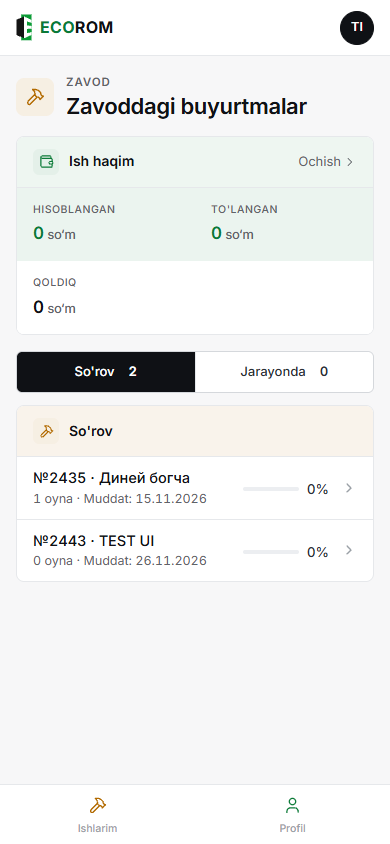 ECOROM
TI
ZAVOD
Zavoddagi buyurtmalar
Ish haqim
Ochish
HISOBLANGAN
TO'LANGAN
0 so‘m
0 so‘m
QOLDIQ
0 so‘m
So'rov 2
Jarayonda 0
So'rov
№2435 · Диней богча
1 oyna · Muddat: 15.11.2026
0%
№2443 · TEST UI
0 oyna · Muddat: 26.11.2026
0%
Ishlarim
Profil